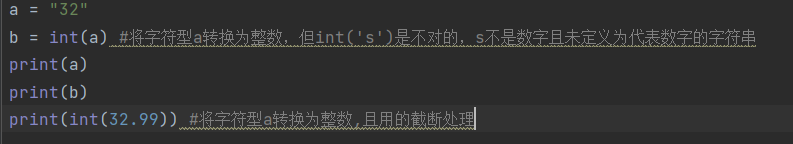 a = "32"
b = int(a) #将字符型a转换为整数，但int('s')是不对的，s不是数字且未定义为代表数字的字符串
print(a)
print(b)
print(int(32.99)) #将字符型a转换为整数,且用的截断处理